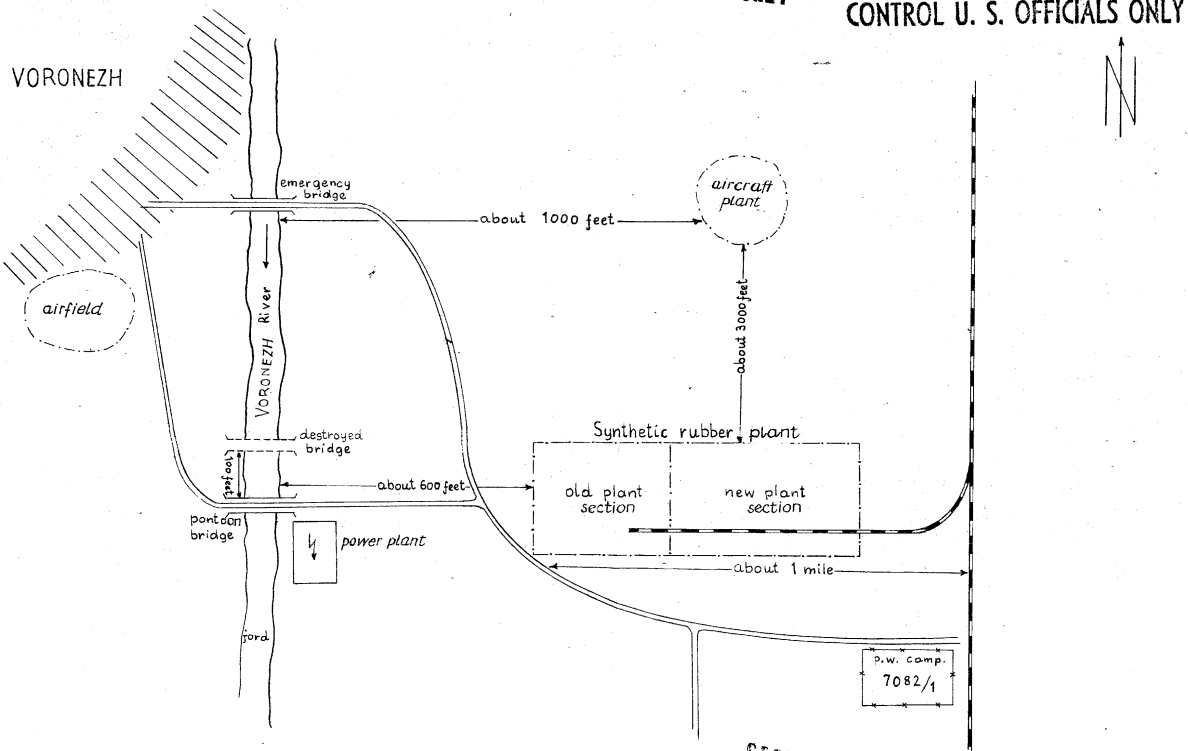 CONTROL U. S. OFFICIALS ONLY
VORONEZH
N
emergency
bridge
aircraft
plant
about 1000 feet
airfield
VORONEZH River
about 3000 feet
Synthetic rubber plant
destroyed
bridge
100 feet
about 600 feet
old plant
section
new plant
section
pontoon
bridge
power plant
about 1 mile
ford
P.W. Camp.
7082/1